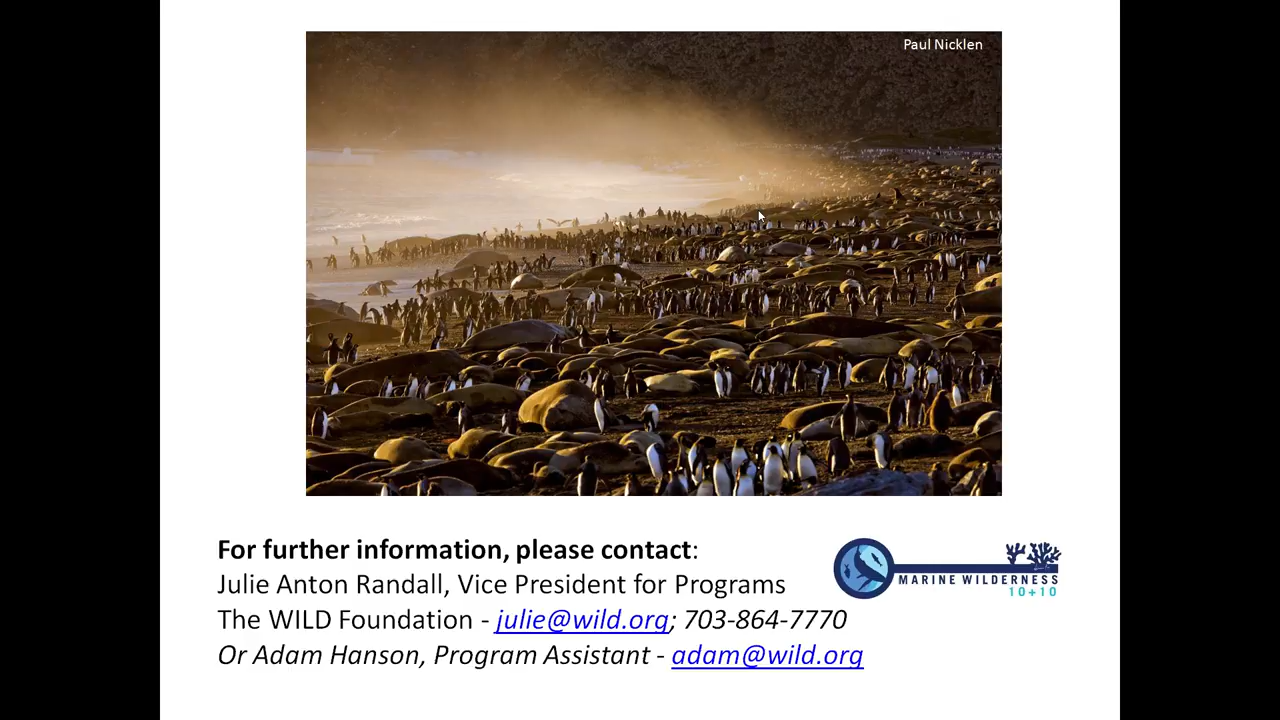 Paul Nicklen
For further information, please contact:
Julie Anton Randall, Vice President for Programs
The WILD Foundation - julie@wild.org; 703-864-7770
Or Adam Hanson, Program Assistant - adam@wild.org
MARINE WILDERNESS
10+10